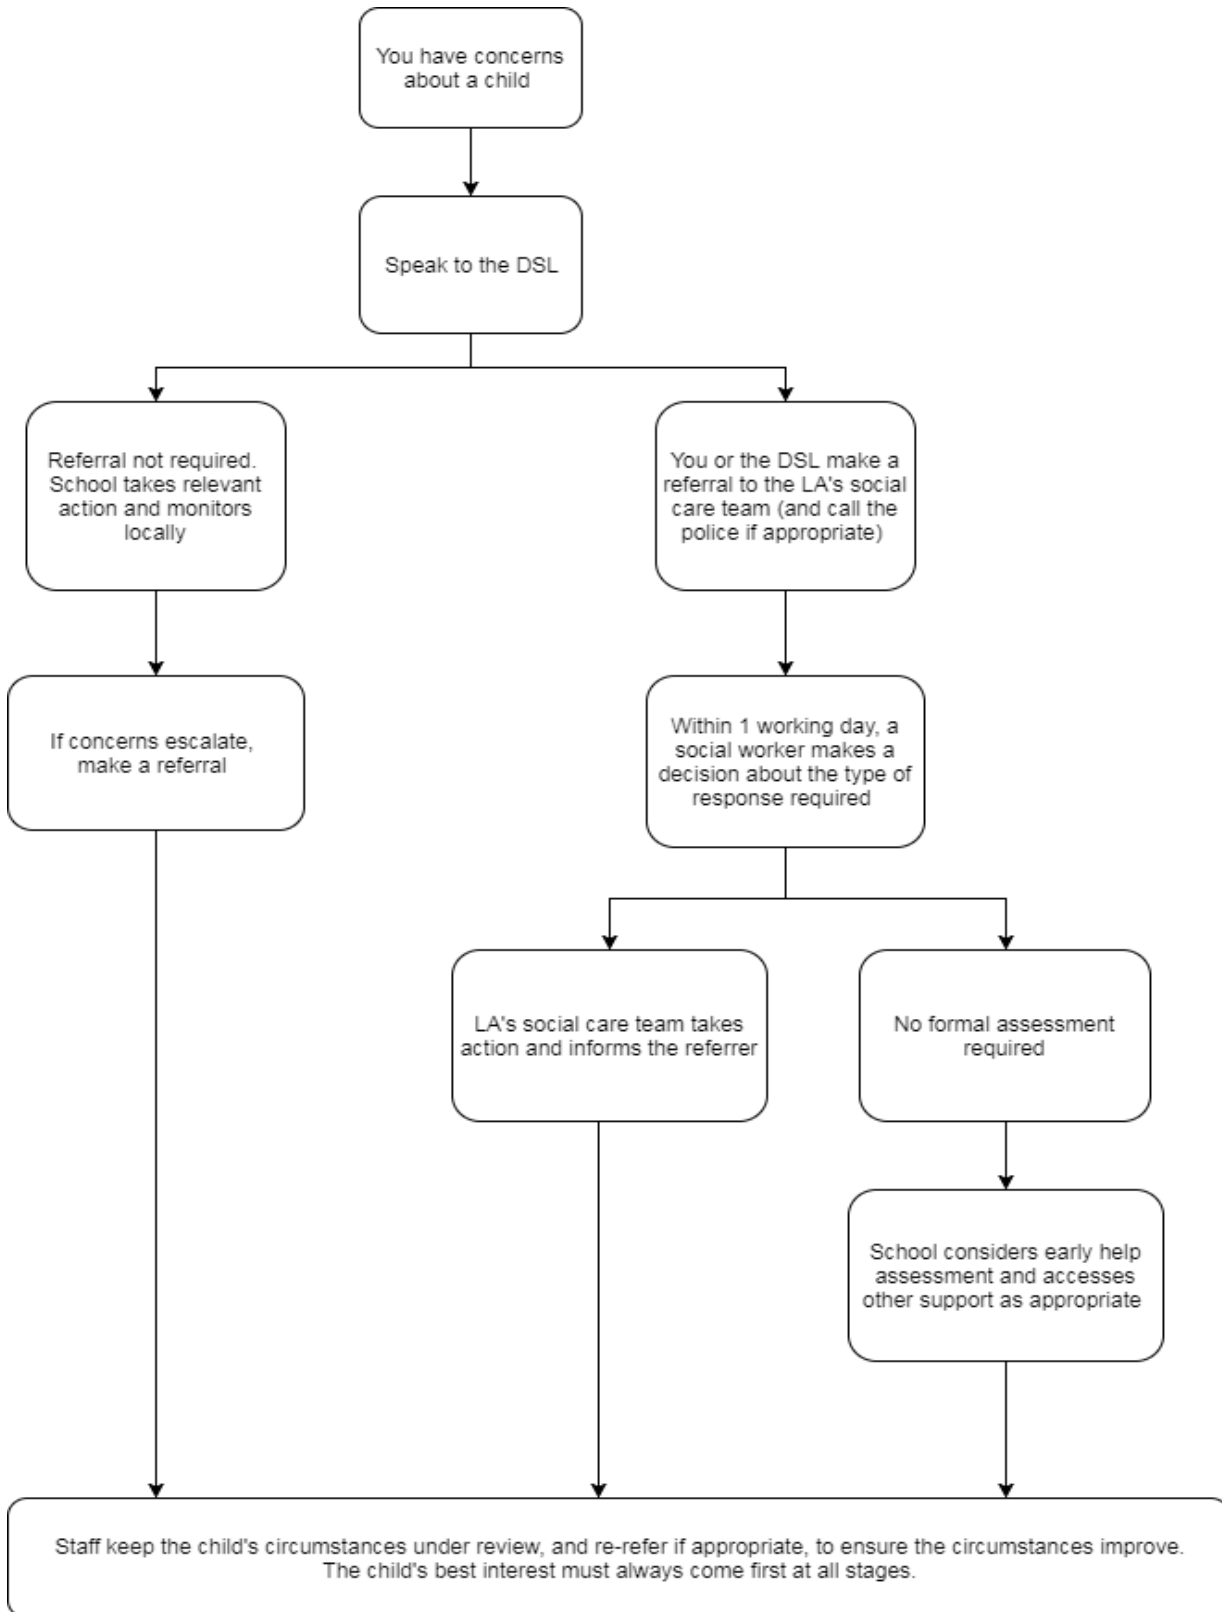 You have concerns
about a child
Speak to the DSL
Referral not required.
School takes relevant
action and monitors
locally
You or the DSL make a
referral to the LA's social
care team (and call the
police if appropriate)
If concerns escalate,
make a referral
Within 1 working day, a
social worker makes a
decision about the type of
response required
LA's social care team takes
action and informs the referrer
No formal assessment
required
School considers early help
assessment and accesses
other support as appropriate
Staff keep the child's circumstances under review, and re-refer if appropriate, to ensure the circumstances improve.
The child's best interest must always come first at all stages.